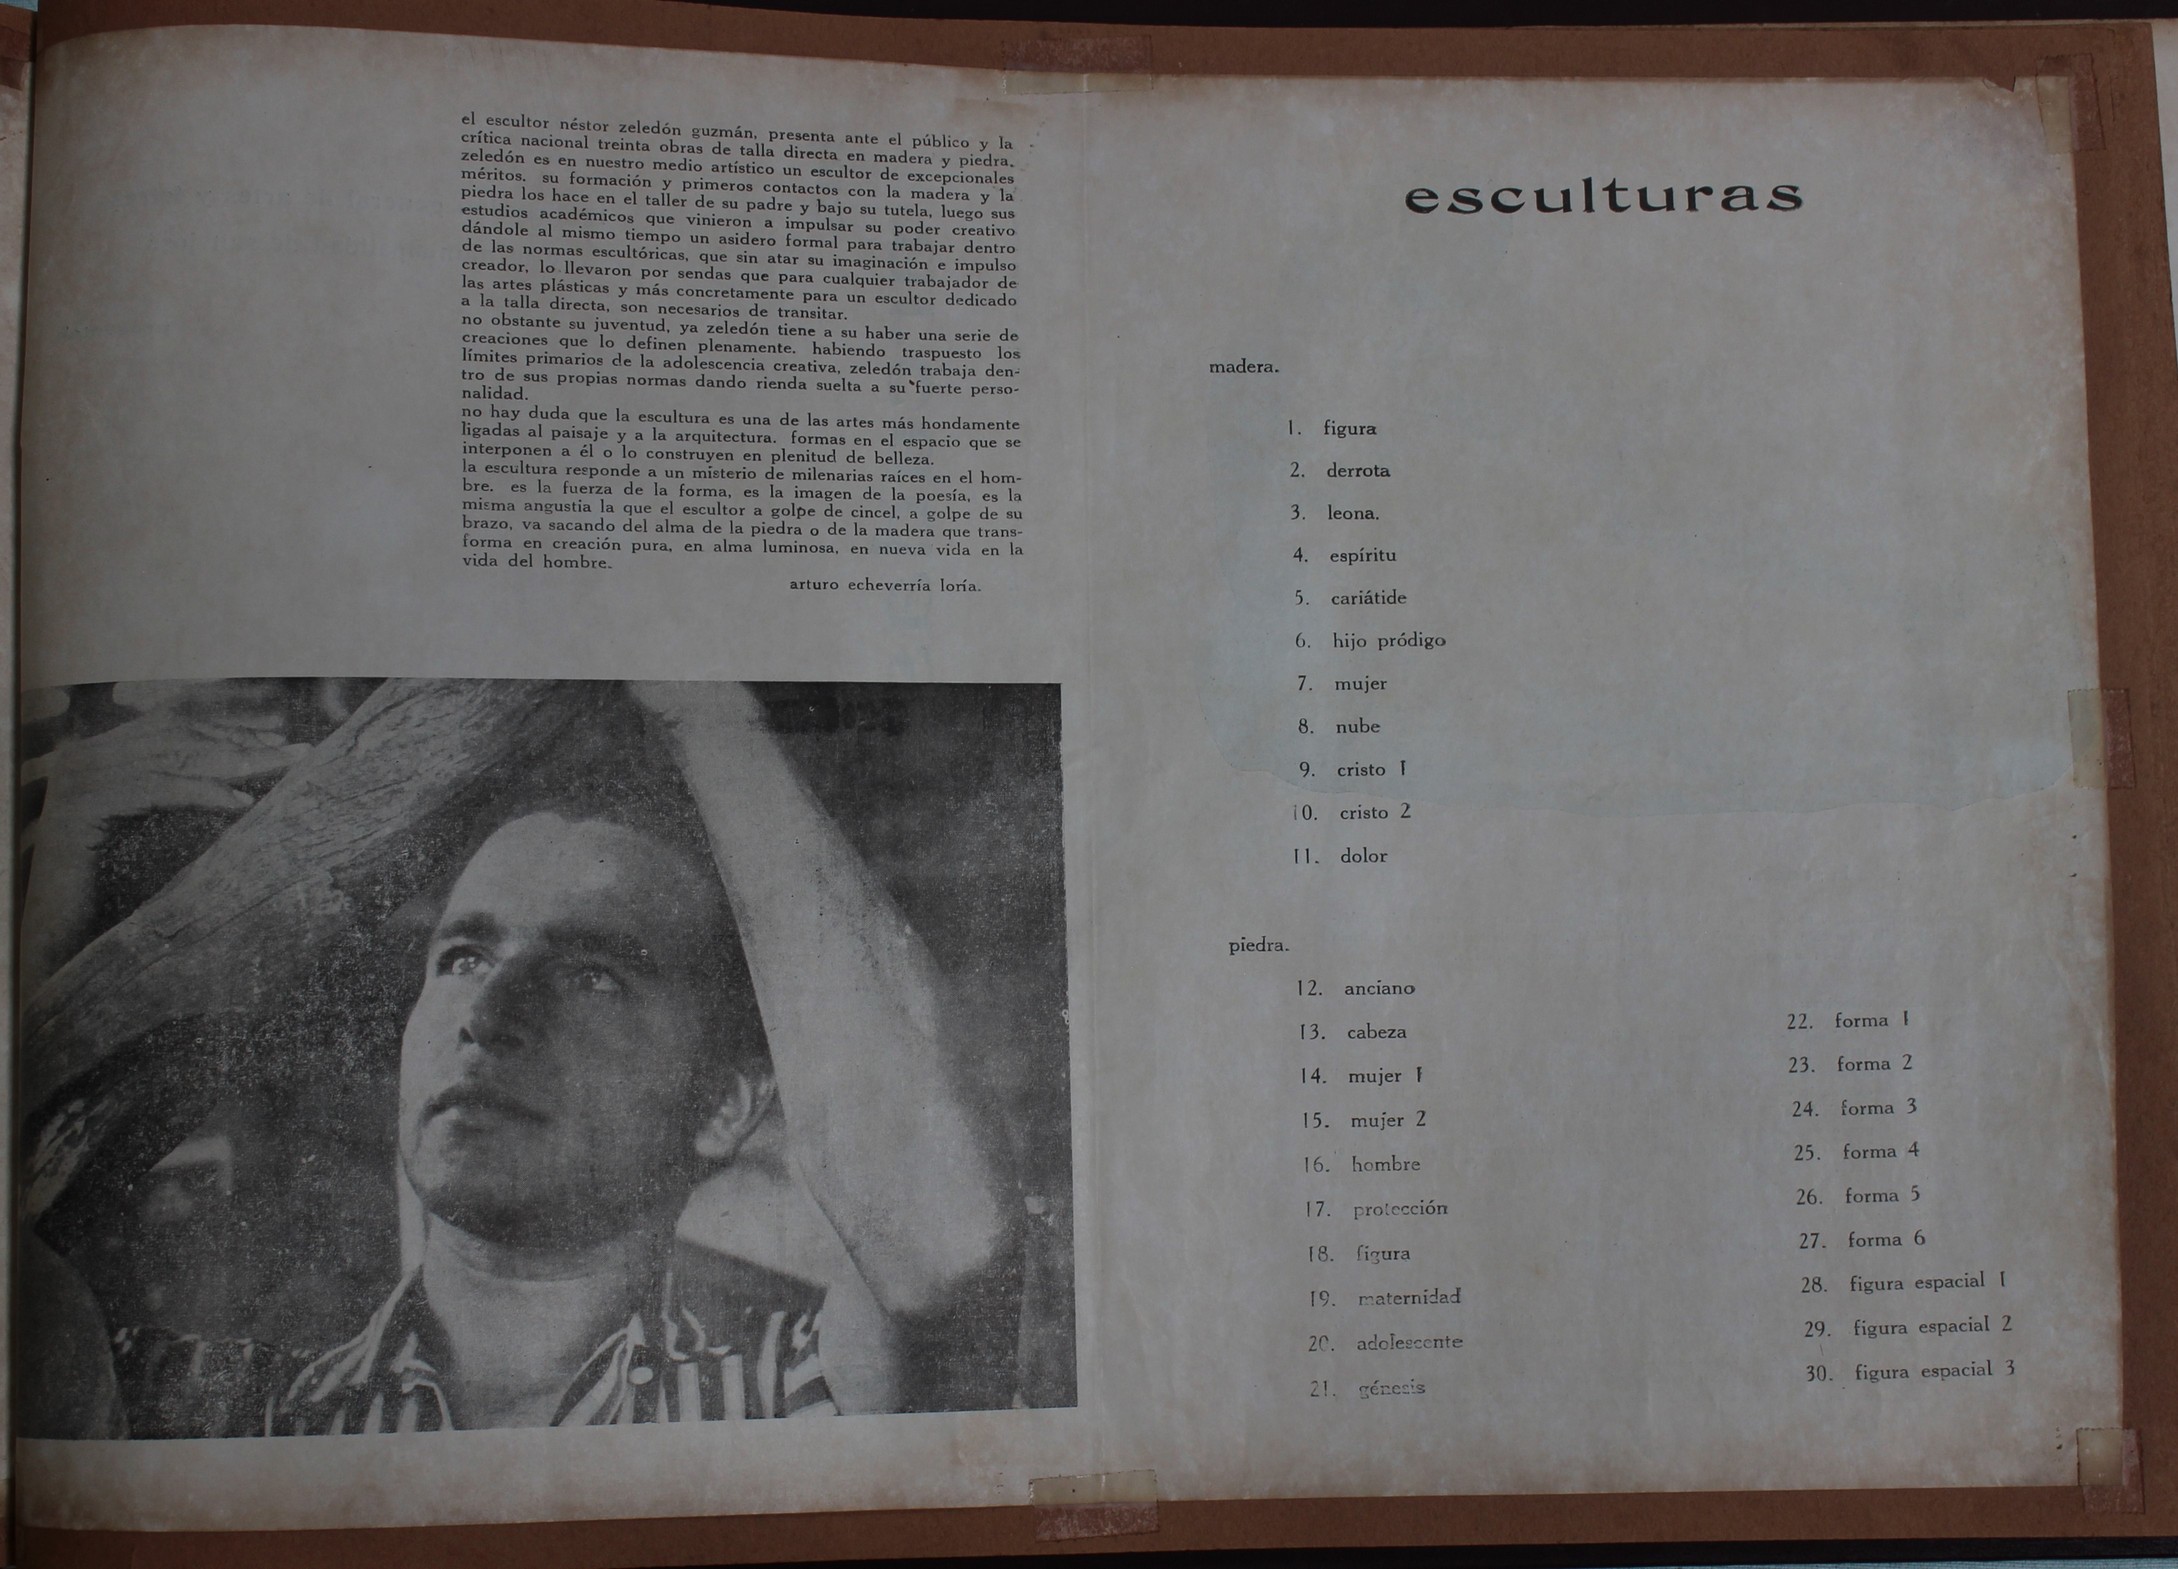 el escultor néstor zeledón guzmán, presenta ante el público y la
crítica nacional treinta obras de talla directa en madera y piedra.
zeledón es en nuestro medio artístico un escultor de excepcionales
méritos. su formación y primeros contactos con la madera y la
piedra los hace en el taller de su padre y bajo su tutela, luego sus
estudios académicos que vinieron a impulsar su poder creativo
dándole al mismo tiempo un asidero formal para trabajar dentro
de las normas escultóricas, que sin atar su imaginación e impulso
creador, lo llevaron por sendas que para cualquier trabajador de
las artes plásticas y más concretamente para un escultor dedicado
a la talla directa, son necesarios de transitar.
no obstante su juventud, ya zeledón tiene a su haber una serie de
creaciones que lo definen plenamente. habiendo traspuesto los
límites primarios de la adolescencia creativa, zeledón trabaja den-
tro de sus propias normas dando rienda suelta a su fuerte perso-
nalidad.
no hay duda que la escultura es una de las artes más hondamente
ligadas al paisaje y a la arquitectura. formas en el espacio que se
interponen a él o lo construyen en plenitud de belleza.
la escultura responde a un misterio de milenarias raíces en el hom-
bre. es la fuerza de la forma, es la imagen de la poesía, es la
misma angustia la que el escultor a golpe de cincel, a golpe de su
brazo, va sacando del alma de la piedra o de la madera que trans-
forma en creación pura, en alma luminosa, en nueva vida en la
vida del hombre.
arturo echeverría loría.
esculturas
madera.
1. figura
2. derrota
3. leona.
4. espíritu
5. cariátide
6. hijo pródigo
7. mujer
8. nube
9. cristo 1
10. cristo 2
11. dolor
piedra.
12. anciano
13. cabeza
14. mujer 1
15. mujer 2
16. hombre
17. protección
18. figura
19. maternidad
20. adolescente
21. génesis
22. forma 1
23. forma 2
24. forma 3
25. forma 4
26. forma 5
27. forma 6
28. figura espacial 1
29. figura espacial 2
30. figura espacial 3